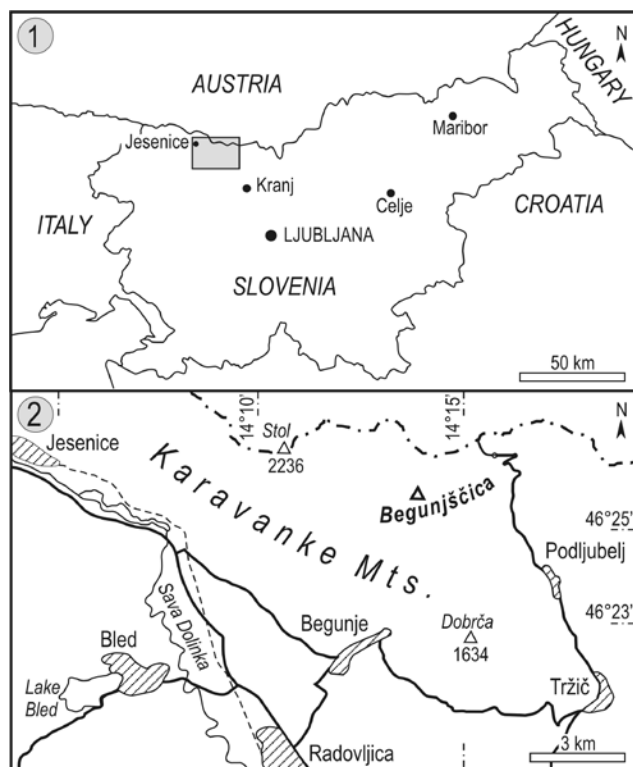 1
N
HUNGARY
AUSTRIA
Maribor
Jesenice
Kranj
Celje
CROATIA
ITALY
LJUBLJANA
SLOVENIA
50 km
2
14°10'
14°15'
N
Jesenice
Stol
2236
Karavanke Mts.
Begunjščica
46°25'
Podljubelj
46°23'
Sava Dolinka
Begunje
Dobrča
1634
Bled
Tržič
Lake
Bled
Radovljica
3 km